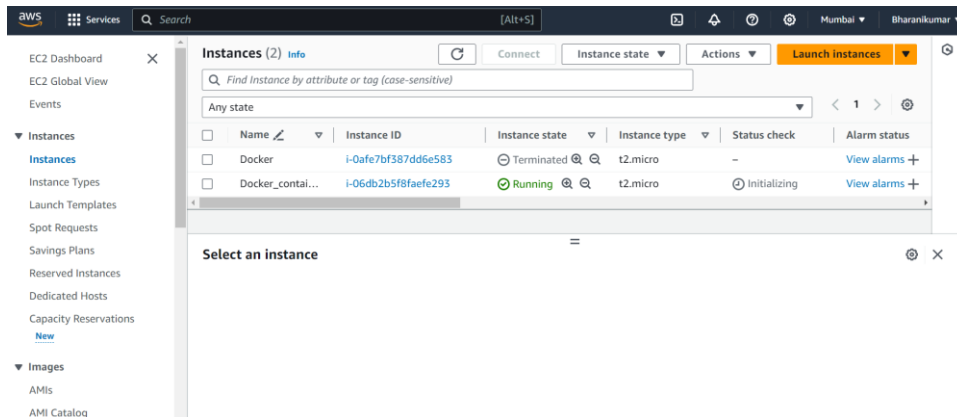 aws Services Search [Alt+S] Mumbai Bharanikumar
EC2 Dashboard
EC2 Global View
Events
Instances
Instances
Instance Types
Launch Templates
Spot Requests
Savings Plans
Reserved Instances
Dedicated Hosts
Capacity Reservations
New
Images
AMIs
AMI Catalog
Instances (2) Info Connect Instance state Actions Launch instances
Find Instance by attribute or tag (case-sensitive)
Any state 1
Name Instance ID Instance state Instance type Status check Alarm status
Docker i-0afe7bf387dd6e583 Terminated t2.micro – View alarms +
Docker_contai... i-06db2b5f8faefe293 Running t2.micro Initializing View alarms +
Select an instance